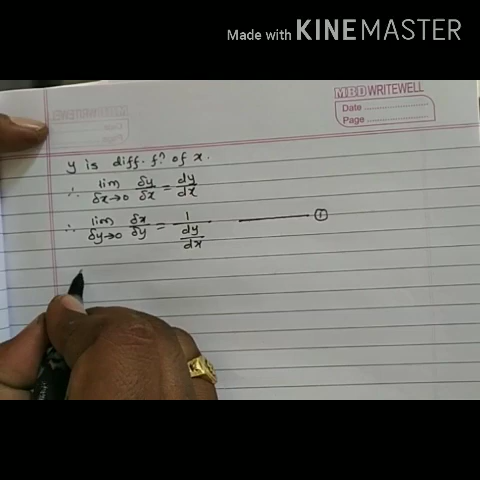 Made with KINEMASTER
MBD WRITEWELL
Date ....................
Page ....................
y is diff. fⁿ of x.
∴ lim δx→0 δy/δx = dy/dx
∴ lim δy→0 δx/δy = 1/(dy/dx) ——— ①